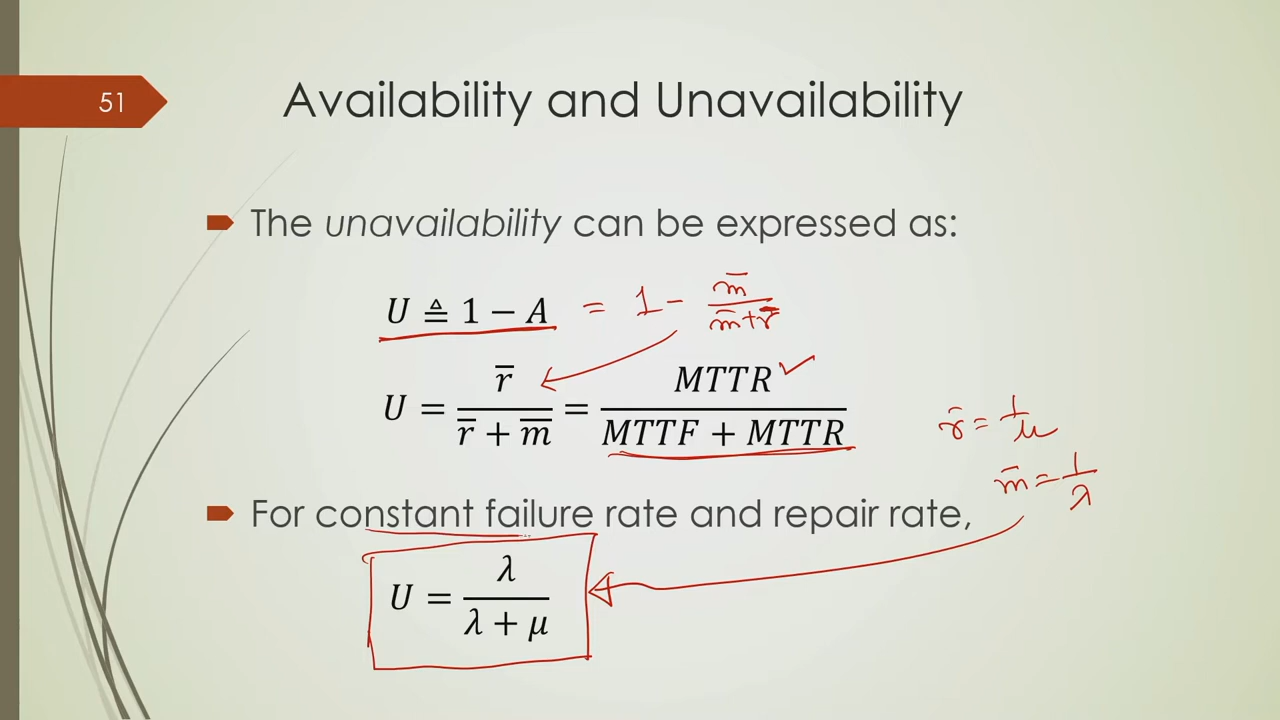 51
Availability and Unavailability
The unavailability can be expressed as:
U ≜ 1 − A = 1 − m̄ / (m̄ + r̄)
U = r̄ / (r̄ + m̄) = MTTR / (MTTF + MTTR)
r̄ = 1/μ
m̄ = 1/λ
For constant failure rate and repair rate,
U = λ / (λ + μ)